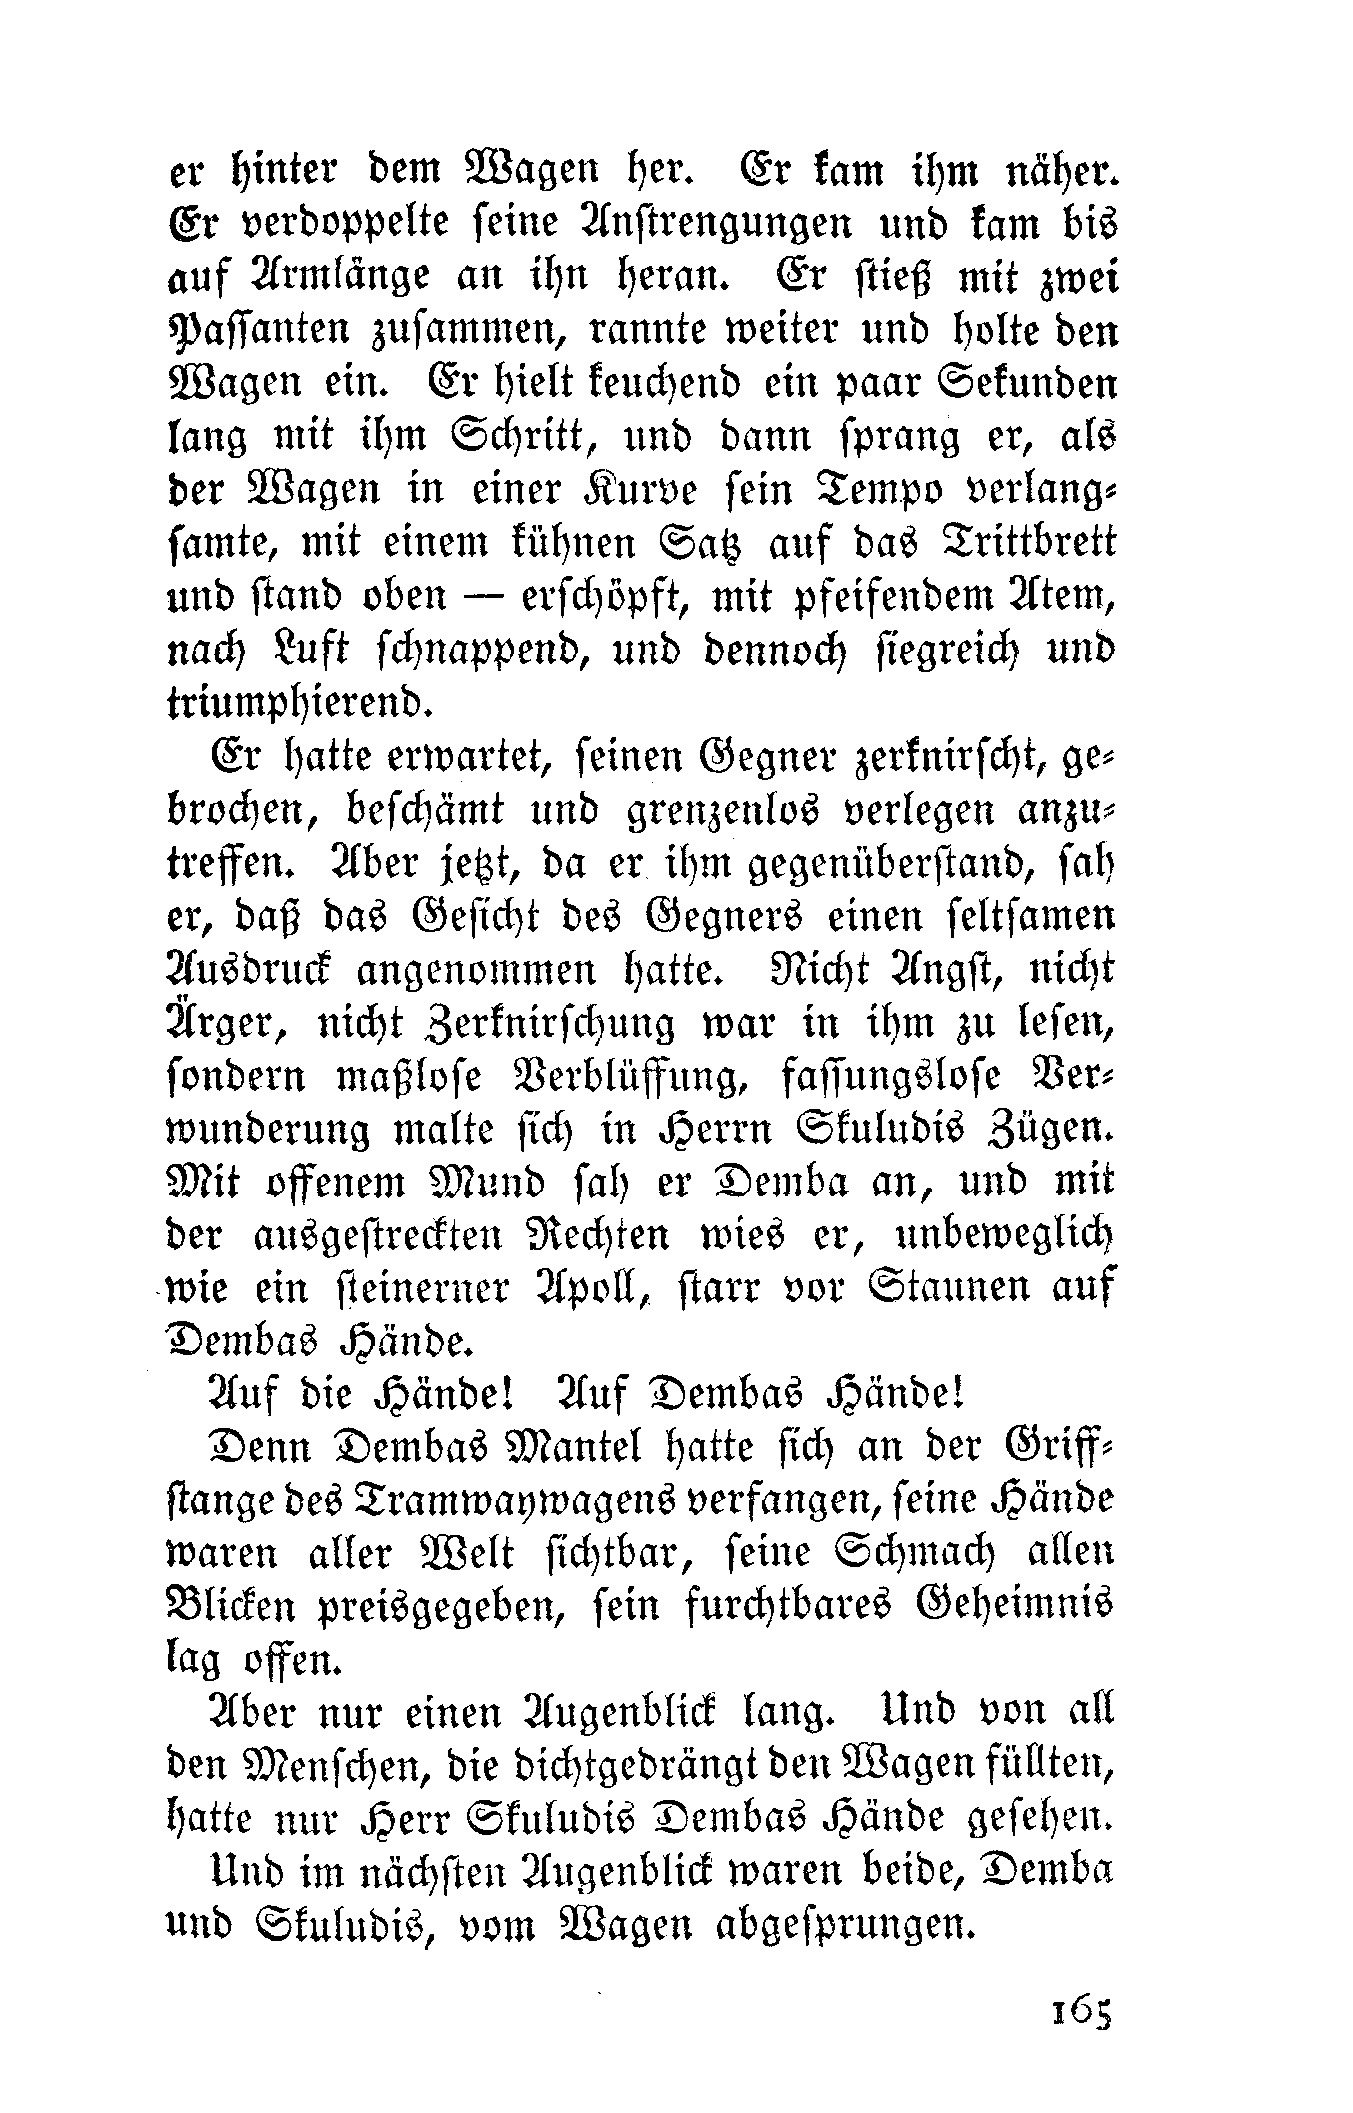 er hinter dem Wagen her. Er kam ihm näher.
Er verdoppelte seine Anstrengungen und kam bis
auf Armlänge an ihn heran. Er stieß mit zwei
Passanten zusammen, rannte weiter und holte den
Wagen ein. Er hielt keuchend ein paar Sekunden
lang mit ihm Schritt, und dann sprang er, als
der Wagen in einer Kurve sein Tempo verlang-
samte, mit einem kühnen Satz auf das Trittbrett
und stand oben — erschöpft, mit pfeifendem Atem,
nach Luft schnappend, und dennoch siegreich und
triumphierend.
Er hatte erwartet, seinen Gegner zerknirscht, ge-
brochen, beschämt und grenzenlos verlegen anzu-
treffen. Aber jetzt, da er ihm gegenüberstand, sah
er, daß das Gesicht des Gegners einen seltsamen
Ausdruck angenommen hatte. Nicht Angst, nicht
Ärger, nicht Zerknirschung war in ihm zu lesen,
sondern maßlose Verblüffung, fassungslose Ver-
wunderung malte sich in Herrn Skuludis Zügen.
Mit offenem Mund sah er Demba an, und mit
der ausgestreckten Rechten wies er, unbeweglich
wie ein steinerner Apoll, starr vor Staunen auf
Dembas Hände.
Auf die Hände! Auf Dembas Hände!
Denn Dembas Mantel hatte sich an der Griff-
stange des Tramwaywagens verfangen, seine Hände
waren aller Welt sichtbar, seine Schmach allen
Blicken preisgegeben, sein furchtbares Geheimnis
lag offen.
Aber nur einen Augenblick lang. Und von all
den Menschen, die dichtgedrängt den Wagen füllten,
hatte nur Herr Skuludis Dembas Hände gesehen.
Und im nächsten Augenblick waren beide, Demba
und Skuludis, vom Wagen abgesprungen.
165